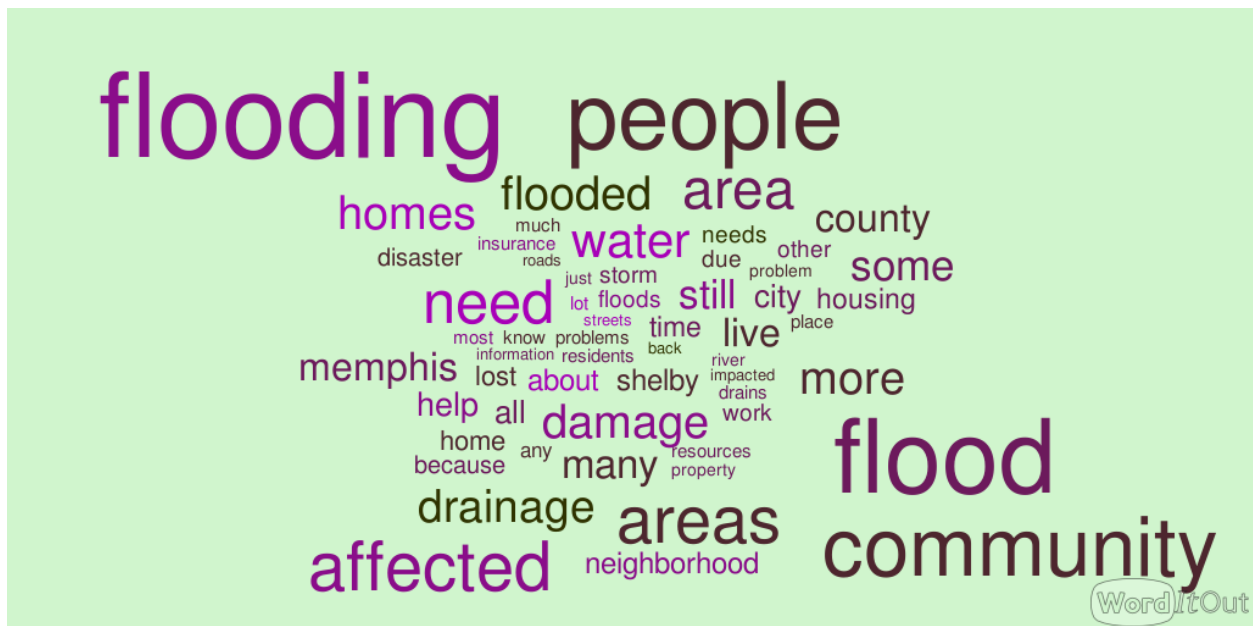 flooding people
flooded area
homes much water needs county
insurance other
disaster roads due some
just storm problem
need lot floods still city housing
streets time live place
most know problems back
memphis information residents river
lost about shelby impacted more
help all damage drains work
home any many resources
because property
flood
drainage areas
community
affected neighborhood
WordItOut